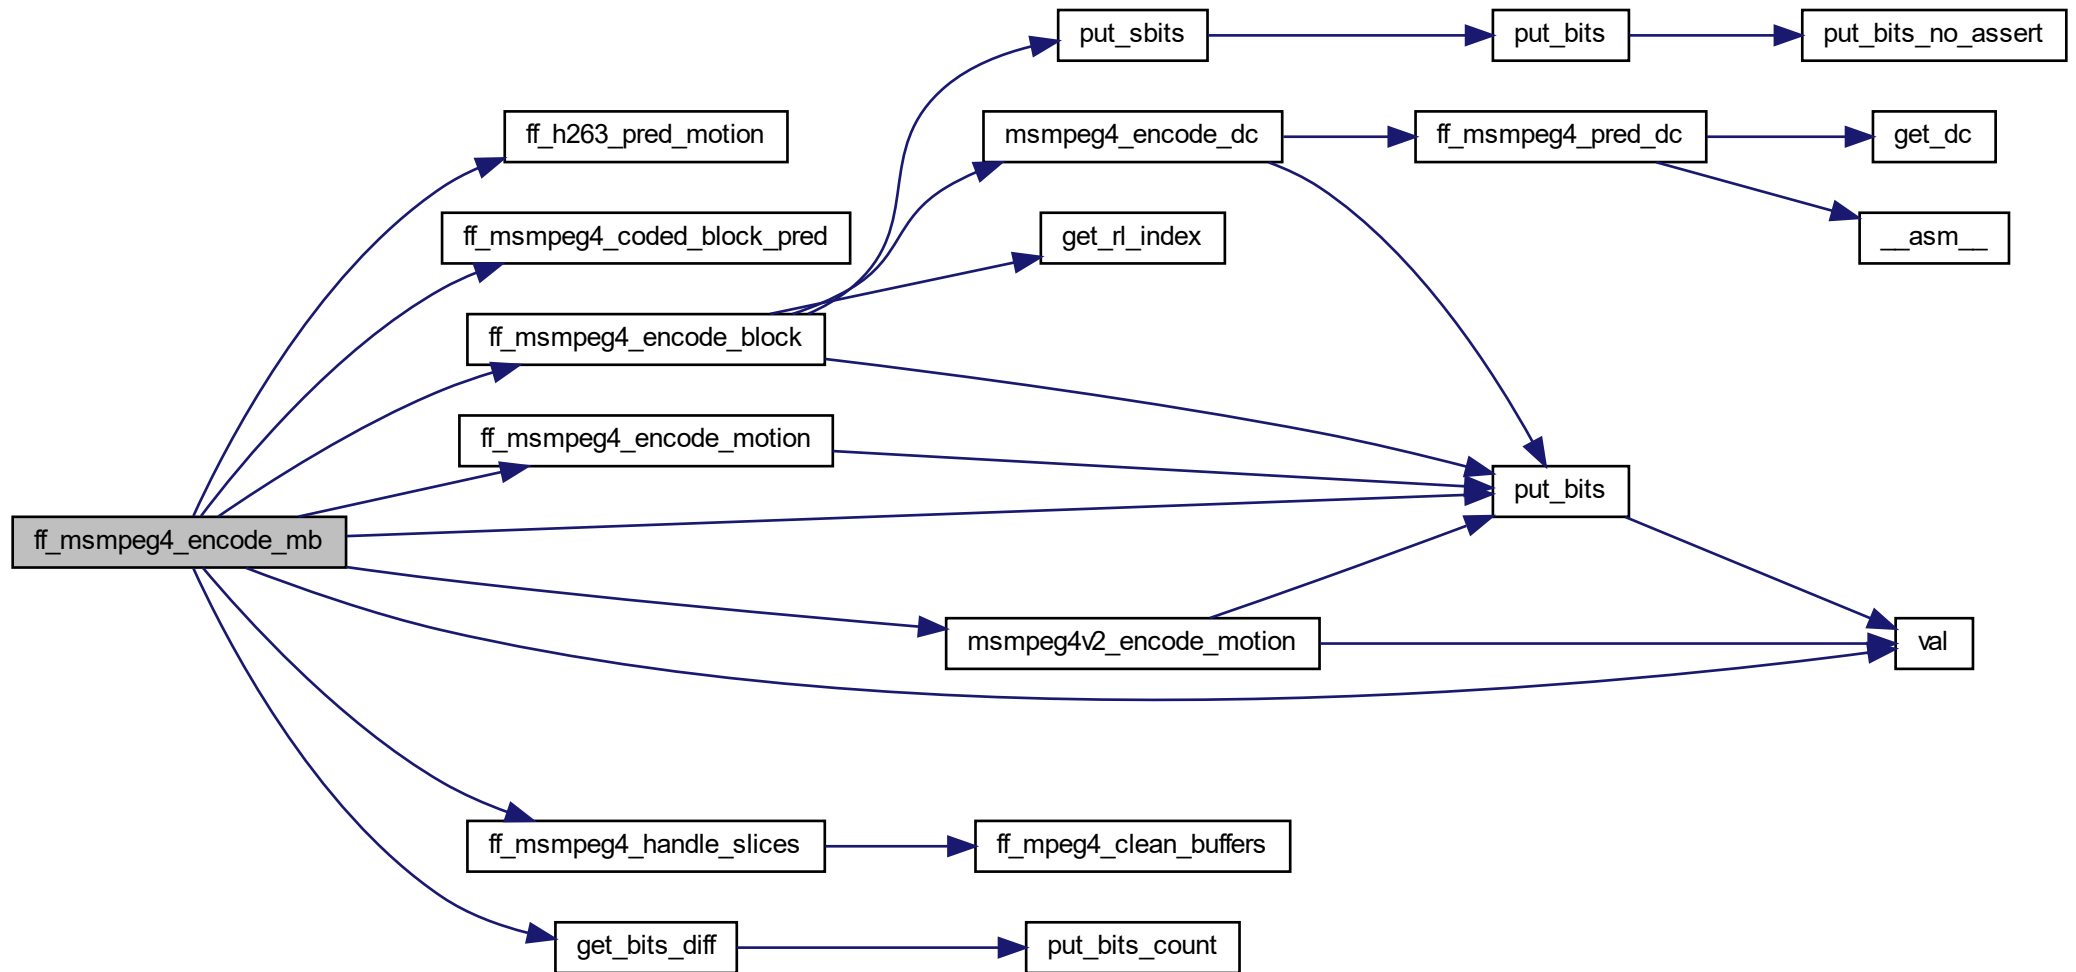 put_sbits
put_bits
put_bits_no_assert
ff_h263_pred_motion
msmpeg4_encode_dc
ff_msmpeg4_pred_dc
get_dc
ff_msmpeg4_coded_block_pred
get_rl_index
__asm__
ff_msmpeg4_encode_block
ff_msmpeg4_encode_motion
put_bits
ff_msmpeg4_encode_mb
msmpeg4v2_encode_motion
val
ff_msmpeg4_handle_slices
ff_mpeg4_clean_buffers
get_bits_diff
put_bits_count